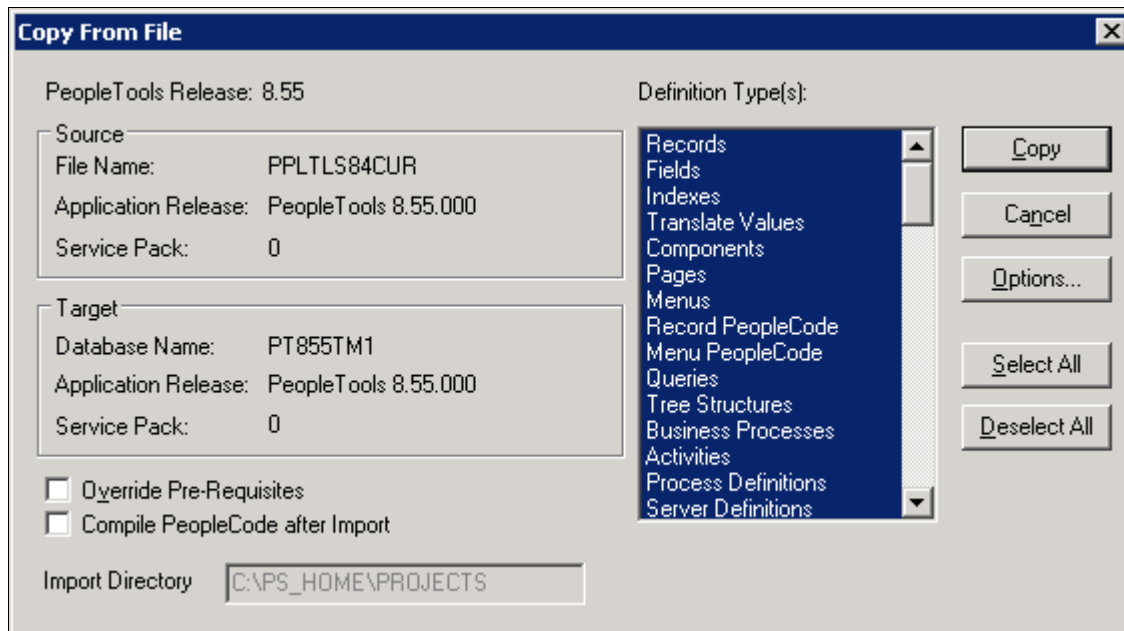 Copy From File
PeopleTools Release: 8.55
Source
File Name: PPLTLS84CUR
Application Release: PeopleTools 8.55.000
Service Pack: 0
Target
Database Name: PT855TM1
Application Release: PeopleTools 8.55.000
Service Pack: 0
Override Pre-Requisites
Compile PeopleCode after Import
Import Directory C:\PS_HOME\PROJECTS
Definition Type(s):
Records
Fields
Indexes
Translate Values
Components
Pages
Menus
Record PeopleCode
Menu PeopleCode
Queries
Tree Structures
Business Processes
Activities
Process Definitions
Server Definitions
Copy
Cancel
Options...
Select All
Deselect All